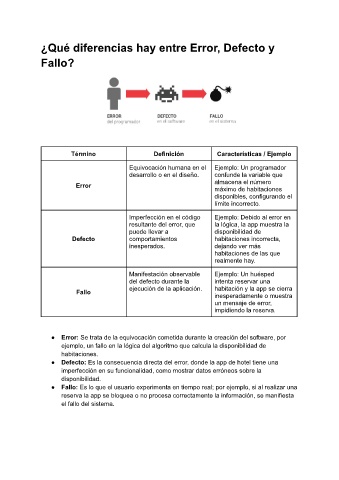 ¿Qué diferencias hay entre Error, Defecto y
Fallo?
ERROR
del programador
DEFECTO
en el software
FALLO
en el sistema
Término
Definición
Características / Ejemplo
Error
Equivocación humana en el
desarrollo o en el diseño.
Ejemplo: Un programador
confunde la variable que
almacena el número
máximo de habitaciones
disponibles, configurando el
límite incorrecto.
Defecto
Imperfección en el código
resultante del error, que
puede llevar a
comportamientos
inesperados.
Ejemplo: Debido al error en
la lógica, la app muestra la
disponibilidad de
habitaciones incorrecta,
dejando ver más
habitaciones de las que
realmente hay.
Fallo
Manifestación observable
del defecto durante la
ejecución de la aplicación.
Ejemplo: Un huésped
intenta reservar una
habitación y la app se cierra
inesperadamente o muestra
un mensaje de error,
impidiendo la reserva.
● Error: Se trata de la equivocación cometida durante la creación del software, por
ejemplo, un fallo en la lógica del algoritmo que calcula la disponibilidad de
habitaciones.
● Defecto: Es la consecuencia directa del error, donde la app de hotel tiene una
imperfección en su funcionalidad, como mostrar datos erróneos sobre la
disponibilidad.
● Fallo: Es lo que el usuario experimenta en tiempo real; por ejemplo, si al realizar una
reserva la app se bloquea o no procesa correctamente la información, se manifiesta
el fallo del sistema.